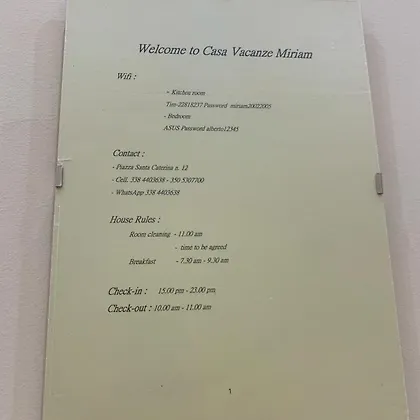 Welcome to Casa Vacanze Miriam
Wifi :
- Kitchen room
Tim-22818237 Password miriam20022005
- Bedroom
ASUS Password alberto12345
Contact :
- Piazza Santa Caterina n. 12
- Cell. 338 4403638 - 350 5307700
- WhatsApp 338 4403638
House Rules :
Room cleaning - 11.00 am
- time to be agreed
Breakfast - 7.30 am - 9.30 am
Check-in : 15.00 pm - 23.00 pm
Check-out : 10.00 am - 11.00 am
1